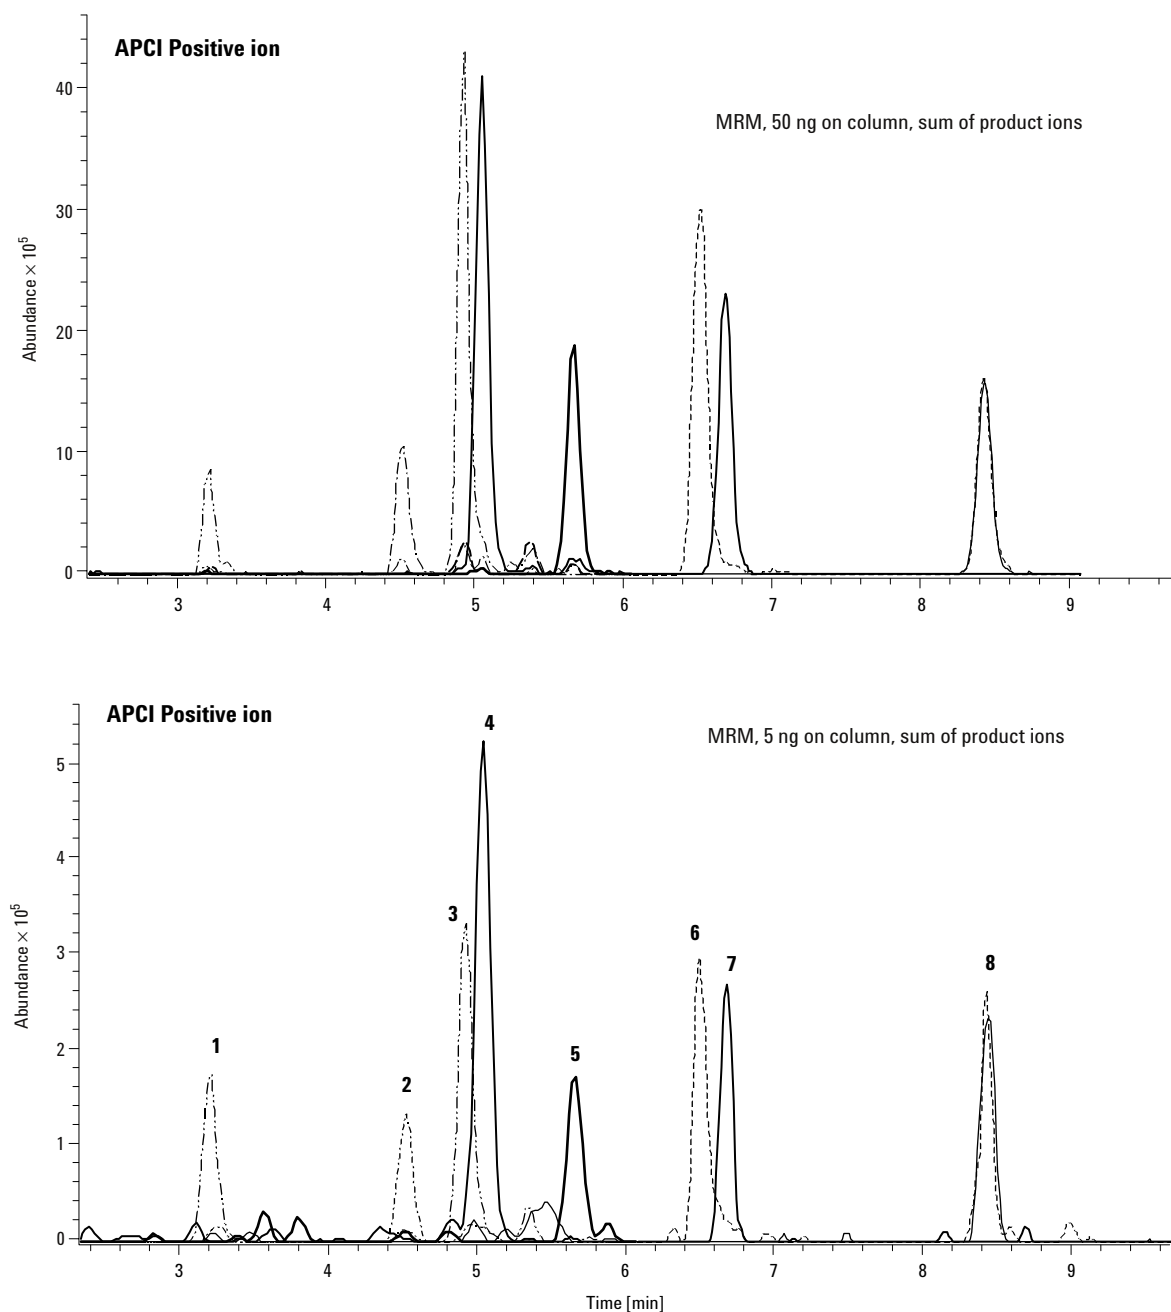 APCI Positive ion
MRM, 50 ng on column, sum of product ions
Abundance × 10⁵
40
30
20
10
0
3 4 5 6 7 8 9
APCI Positive ion
MRM, 5 ng on column, sum of product ions
Abundance × 10⁵
5
4
3
2
1
0
1 2 3 4 5 6 7 8
3 4 5 6 7 8 9
Time [min]